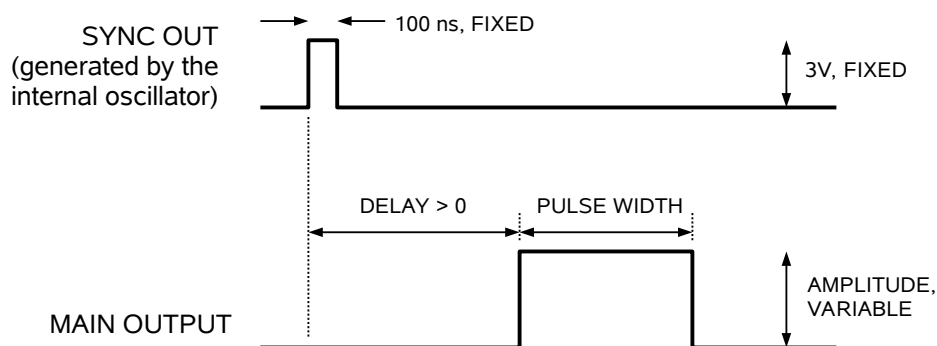 100 ns, FIXED
SYNC OUT
(generated by the
internal oscillator)
3V, FIXED
DELAY > 0
PULSE WIDTH
AMPLITUDE,
VARIABLE
MAIN OUTPUT